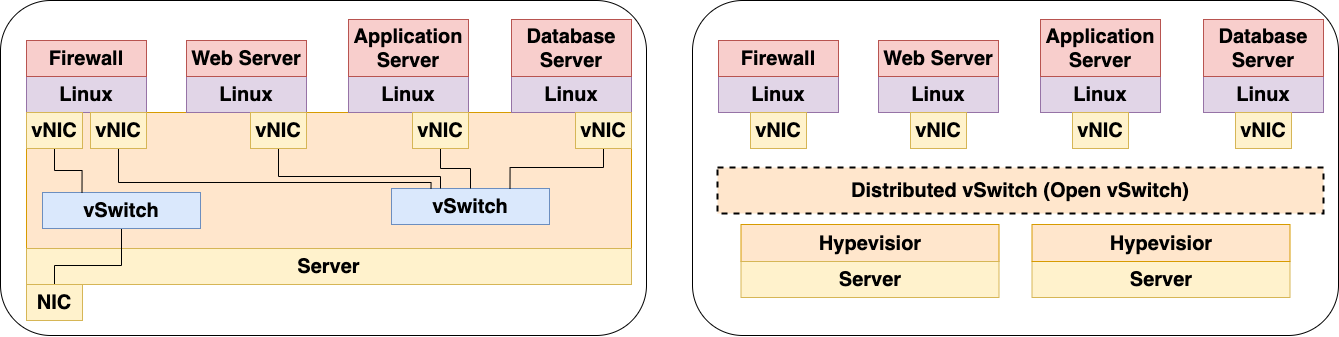 Firewall
Web Server
Application
Server
Database
Server
Linux
Linux
Linux
Linux
vNIC
vNIC
vNIC
vNIC
vNIC
vSwitch
vSwitch
Server
NIC
Firewall
Web Server
Application
Server
Database
Server
Linux
Linux
Linux
Linux
vNIC
vNIC
vNIC
vNIC
Distributed vSwitch (Open vSwitch)
Hypevisior
Hypevisior
Server
Server